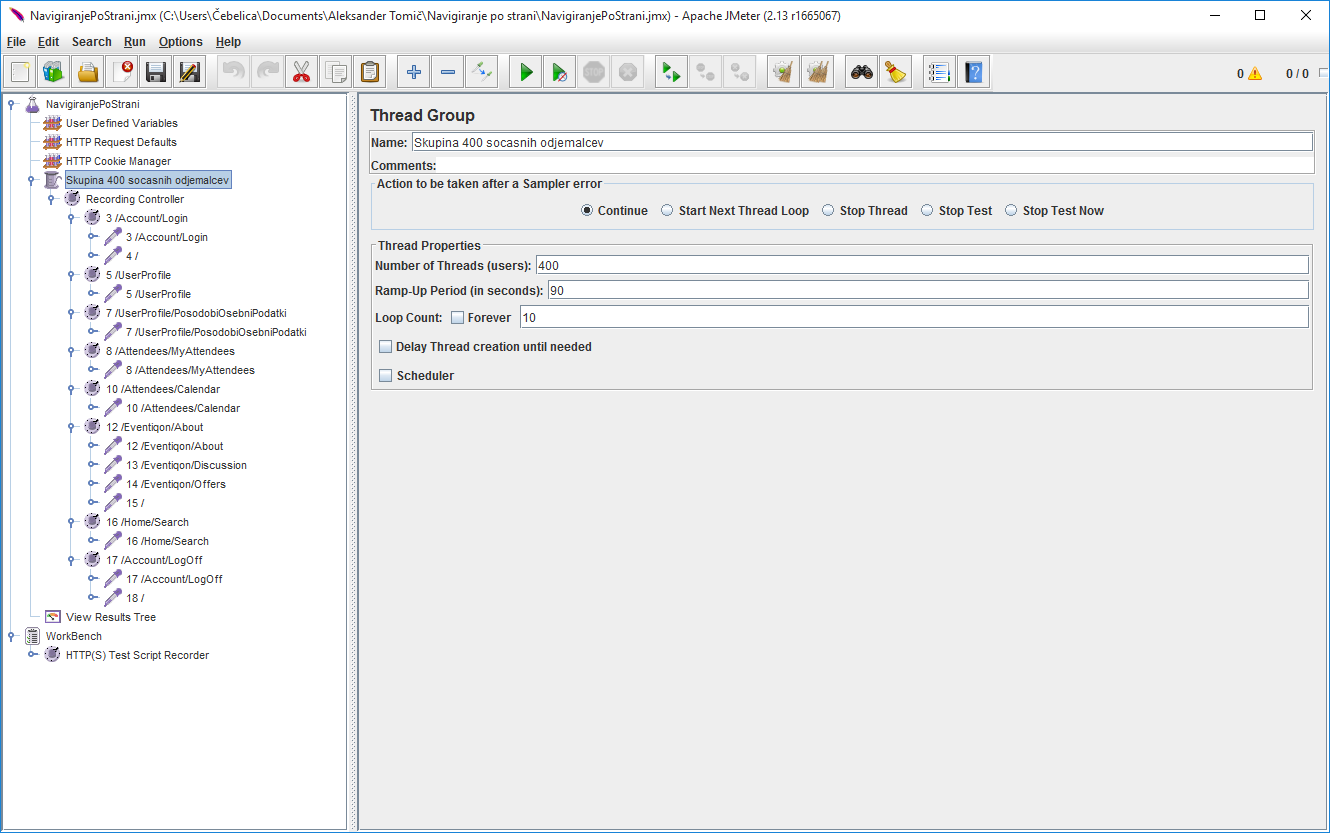 NavigiranjePoStrani.jmx (C:\Users\Čebelica\Documents\Aleksander Tomič\Navigiranje po strani\NavigiranjePoStrani.jmx) - Apache JMeter (2.13 r1665067)
File Edit Search Run Options Help
STOP
0 0 / 0
NavigiranjePoStrani
User Defined Variables
HTTP Request Defaults
HTTP Cookie Manager
Skupina 400 socasnih odjemalcev
Recording Controller
3 /Account/Login
3 /Account/Login
4 /
5 /UserProfile
5 /UserProfile
7 /UserProfile/PosodobiOsebniPodatki
7 /UserProfile/PosodobiOsebniPodatki
8 /Attendees/MyAttendees
8 /Attendees/MyAttendees
10 /Attendees/Calendar
10 /Attendees/Calendar
12 /Eventiqon/About
12 /Eventiqon/About
13 /Eventiqon/Discussion
14 /Eventiqon/Offers
15 /
16 /Home/Search
16 /Home/Search
17 /Account/LogOff
17 /Account/LogOff
18 /
View Results Tree
WorkBench
HTTP(S) Test Script Recorder
Thread Group
Name: Skupina 400 socasnih odjemalcev
Comments:
Action to be taken after a Sampler error
Continue Start Next Thread Loop Stop Thread Stop Test Stop Test Now
Thread Properties
Number of Threads (users): 400
Ramp-Up Period (in seconds): 90
Loop Count: Forever 10
Delay Thread creation until needed
Scheduler